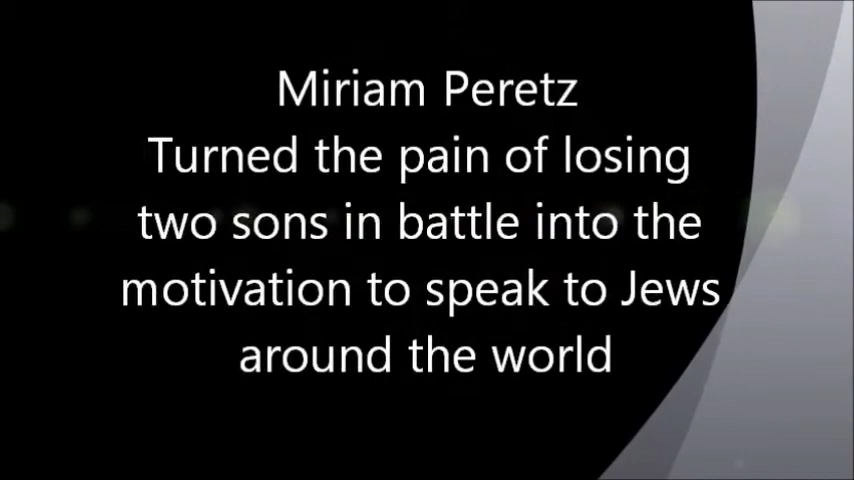 Miriam Peretz
Turned the pain of losing
two sons in battle into the
motivation to speak to Jews
around the world